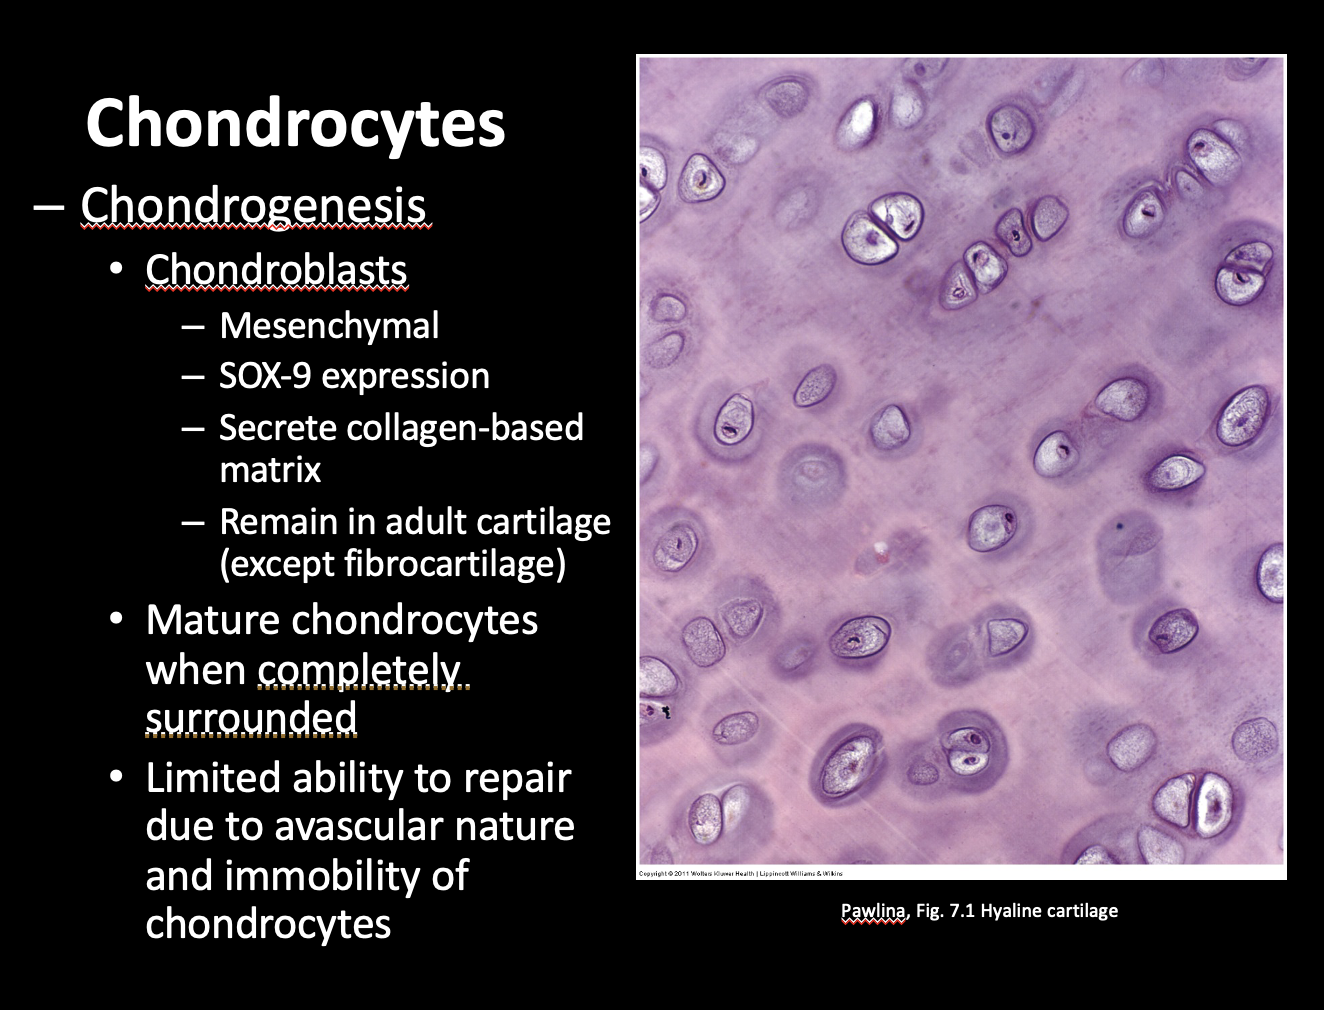 Chondrocytes
– Chondrogenesis
• Chondroblasts
– Mesenchymal
– SOX-9 expression
– Secrete collagen-based
matrix
– Remain in adult cartilage
(except fibrocartilage)
• Mature chondrocytes
when completely
surrounded
• Limited ability to repair
due to avascular nature
and immobility of
chondrocytes
Copyright © 2011 Wolters Kluwer Health | Lippincott Williams & Wilkins
Pawlina, Fig. 7.1 Hyaline cartilage